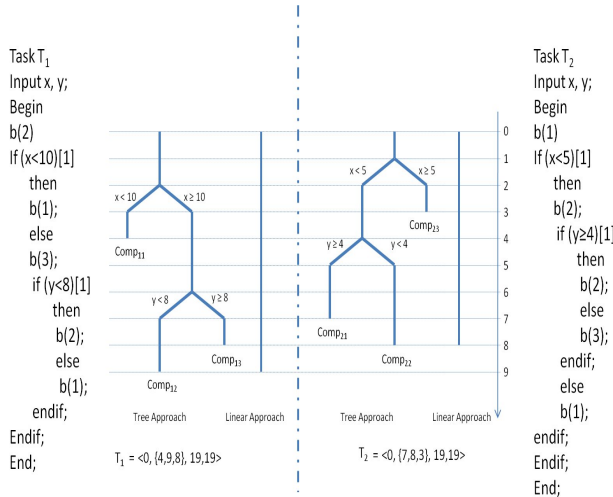 Task T₁
Input x, y;
Begin
b(2)
If (x<10)[1]
then
b(1);
else
b(3);
if (y<8)[1]
then
b(2);
else
b(1);
endif;
Endif;
End;
x < 10
x ≥ 10
Comp₁₁
y < 8
y ≥ 8
Comp₁₃
Comp₁₂
Tree Approach
Linear Approach
T₁ = <0, {4,9,8}, 19,19>
x < 5
x ≥ 5
Comp₂₃
y ≥ 4
y < 4
Comp₂₁
Comp₂₂
Tree Approach
Linear Approach
T₂ = <0, {7,8,3}, 19,19>
0
1
2
3
4
5
6
7
8
9
Task T₂
Input x, y;
Begin
b(1)
If (x<5)[1]
then
b(2);
if (y≥4)[1]
then
b(2);
else
b(3);
endif;
else
b(1);
endif;
Endif;
End;